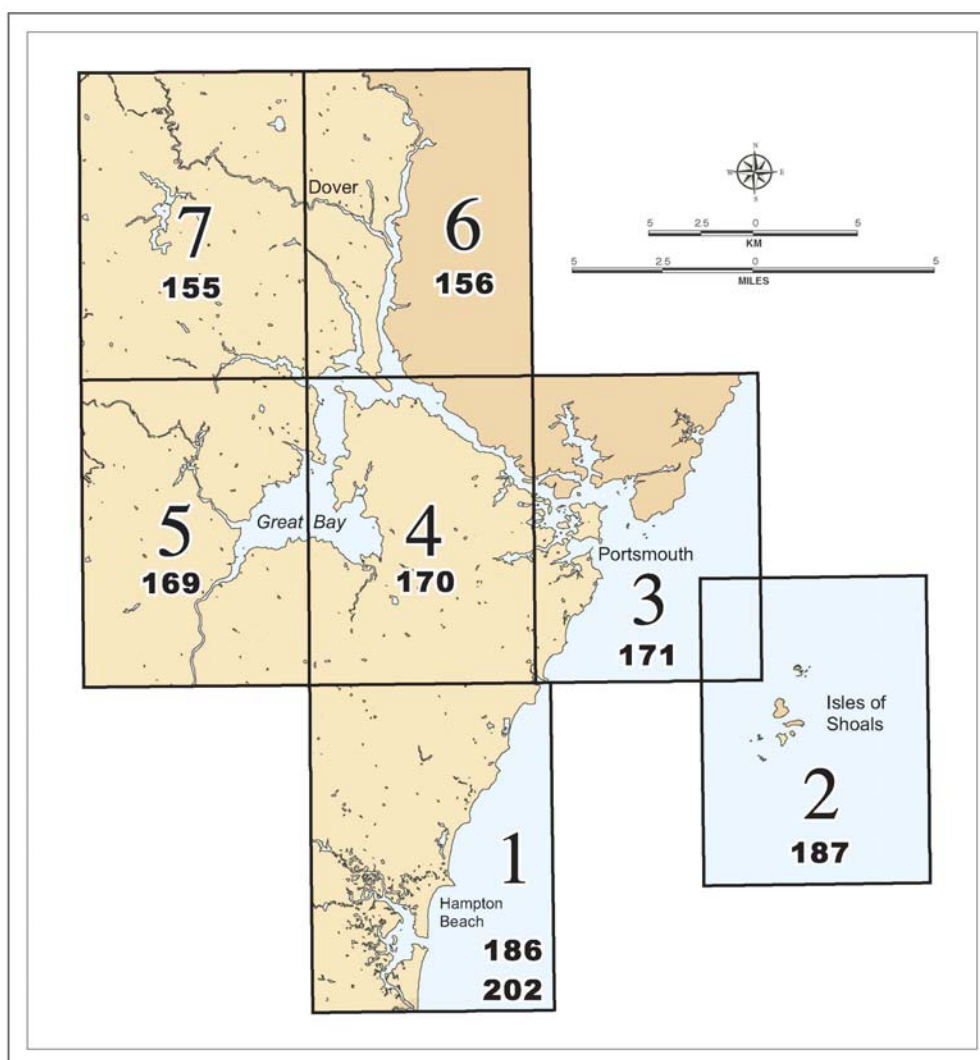 N
W E
S
5 2.5 0 5
KM
5 2.5 0 5
MILES
Dover
7
155
6
156
5
169
Great Bay
4
170
Portsmouth
3
171
Isles of
Shoals
2
187
1
Hampton
Beach
186
202